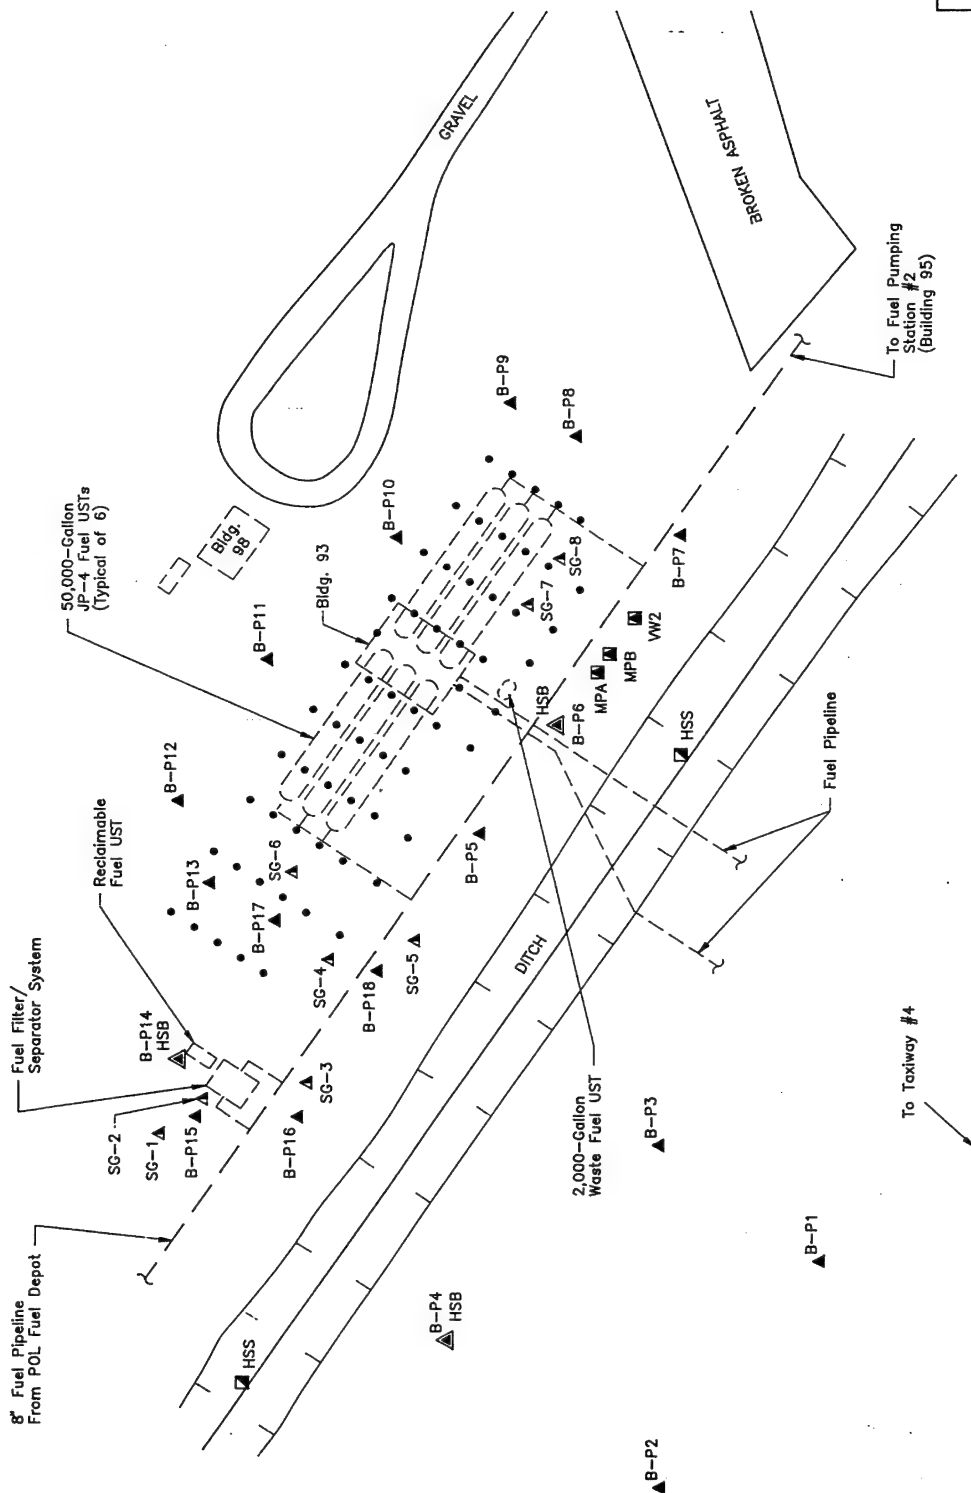 8" Fuel Pipeline
From POL Fuel Depot
Fuel Filter/
Separator System
Reclaimable
Fuel UST
50,000-Gallon
JP-4 Fuel USTs
(Typical of 6)
Bldg.
98
Bldg. 93
GRAVEL
BROKEN ASPHALT
To Fuel Pumping
Station #2
(Building 95)
B-P9
B-P8
B-P10
B-P11
B-P12
B-P13
B-P17
SG-6
SG-4
SG-5
B-P18
B-P14
HSB
SG-2
SG-1
B-P15
B-P16
SG-3
SG-8
SG-7
B-P7
VW2
MPB
MPA
HSB
B-P6
B-P5
HSS
DITCH
Fuel Pipeline
2,000-Gallon
Waste Fuel UST
HSS
B-P4
HSB
B-P3
B-P1
B-P2
To Taxiway #4